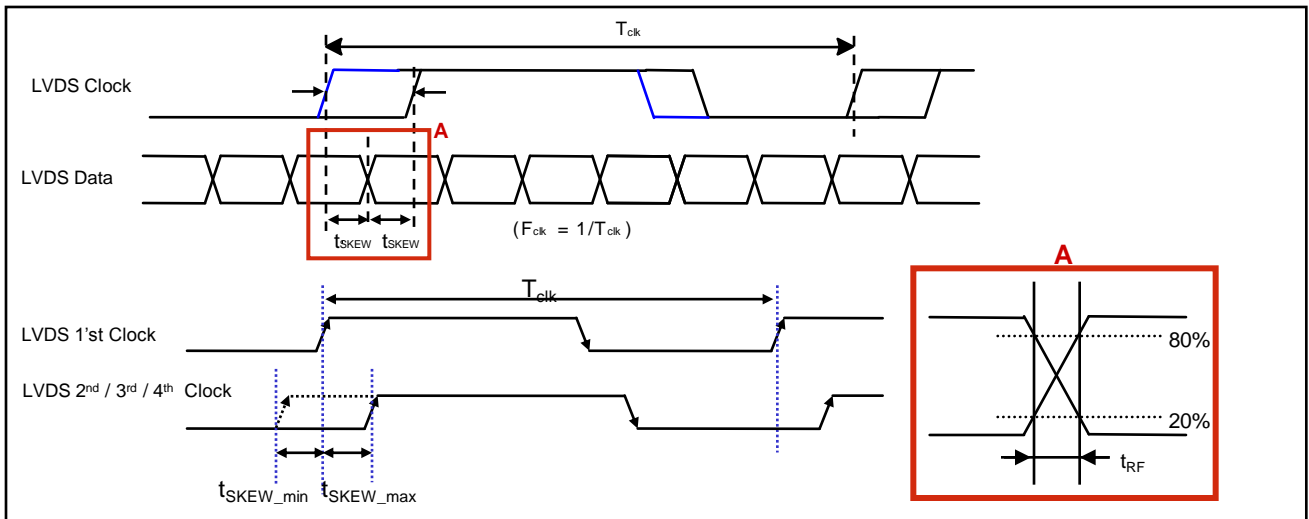 Tclk
LVDS Clock
A
LVDS Data
tSKEW tSKEW
(Fclk = 1/Tclk)
A
Tclk
LVDS 1'st Clock
80%
LVDS 2nd / 3rd / 4th Clock
20%
tRF
tSKEW_min tSKEW_max